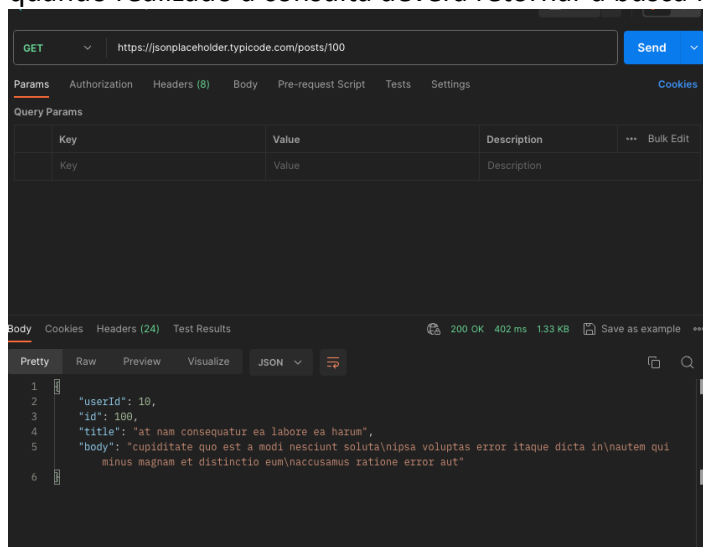 quando realizado a consulta deverá retornar a busca
GET https://jsonplaceholder.typicode.com/posts/100 Send
Params Authorization Headers (8) Body Pre-request Script Tests Settings Cookies
Query Params
Key Value Description ••• Bulk Edit
Key Value Description
Body Cookies Headers (24) Test Results 200 OK 402 ms 1.33 KB Save as example •••
Pretty Raw Preview Visualize JSON
1 {
2 "userId": 10,
3 "id": 100,
4 "title": "at nam consequatur ea labore ea harum",
5 "body": "cupiditate quo est a modi nesciunt soluta\nipsa voluptas error itaque dicta in\nautem qui
minus magnam et distinctio eum\naccusamus ratione error aut"
6 }